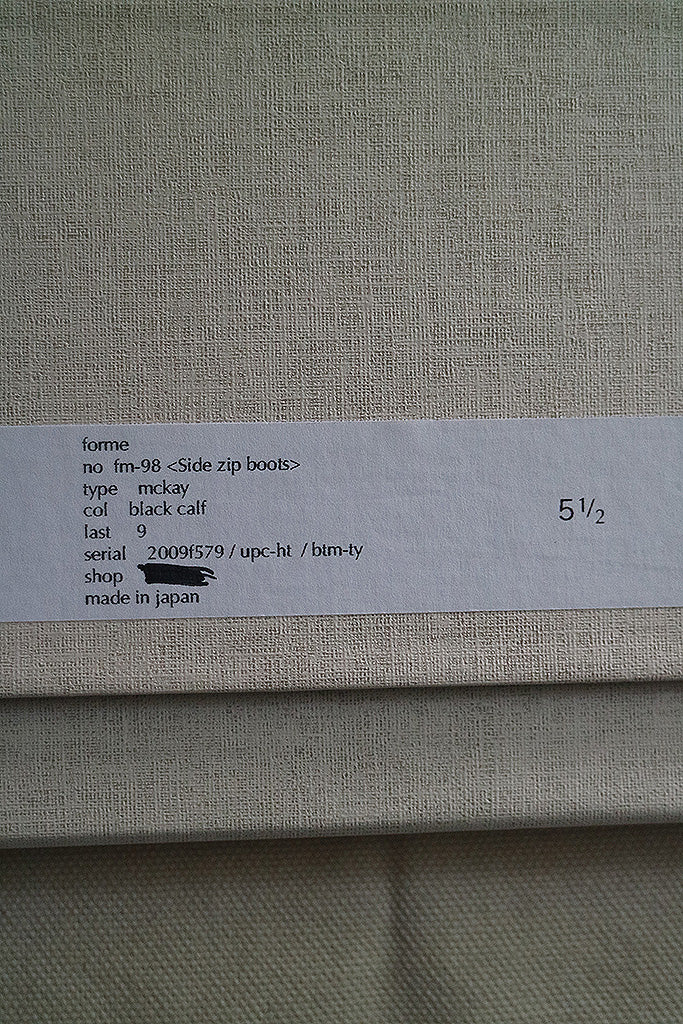 forme
no fm-98 <Side zip boots>
type mckay
col black calf
last 9
serial 2009f579 / upc-ht / btm-ty
shop
made in japan
5 1/2